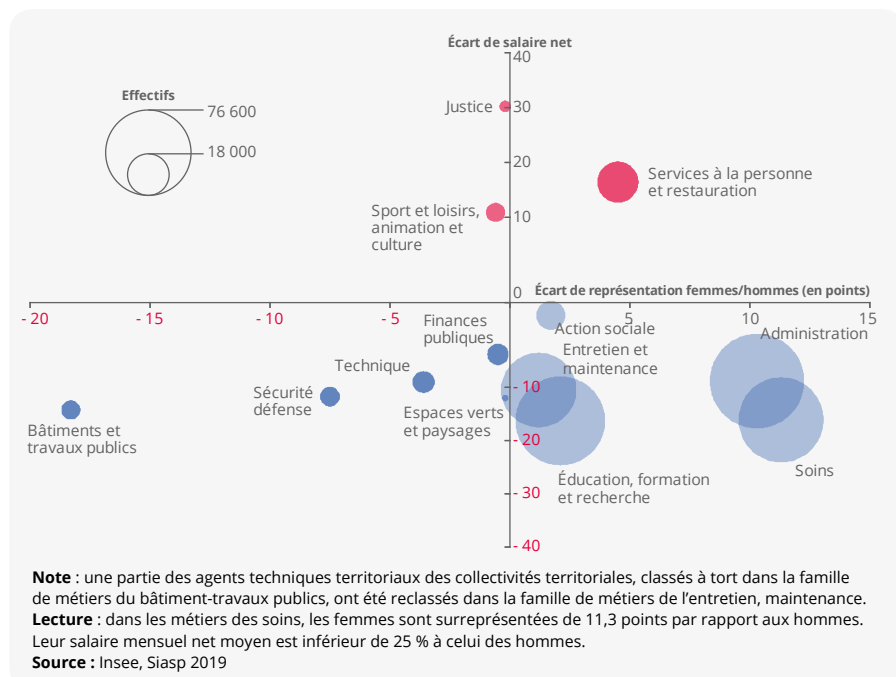 Écart de salaire net
40
Effectifs
76 600
18 000
Justice
30
20
Services à la personne
et restauration
Sport et loisirs,
animation et
culture
10
0
Écart de représentation femmes/hommes (en points)
- 20
- 15
- 10
- 5
5
10
15
Finances
publiques
Action sociale
Administration
Entretien et
maintenance
Technique
Sécurité
défense
- 10
Espaces verts
et paysages
Bâtiments et
travaux publics
- 20
Soins
Éducation, formation
et recherche
- 30
- 40
Note : une partie des agents techniques territoriaux des collectivités territoriales, classés à tort dans la famille
de métiers du bâtiment-travaux publics, ont été reclassés dans la famille de métiers de l’entretien, maintenance.
Lecture : dans les métiers des soins, les femmes sont surreprésentées de 11,3 points par rapport aux hommes.
Leur salaire mensuel net moyen est inférieur de 25 % à celui des hommes.
Source : Insee, Siasp 2019